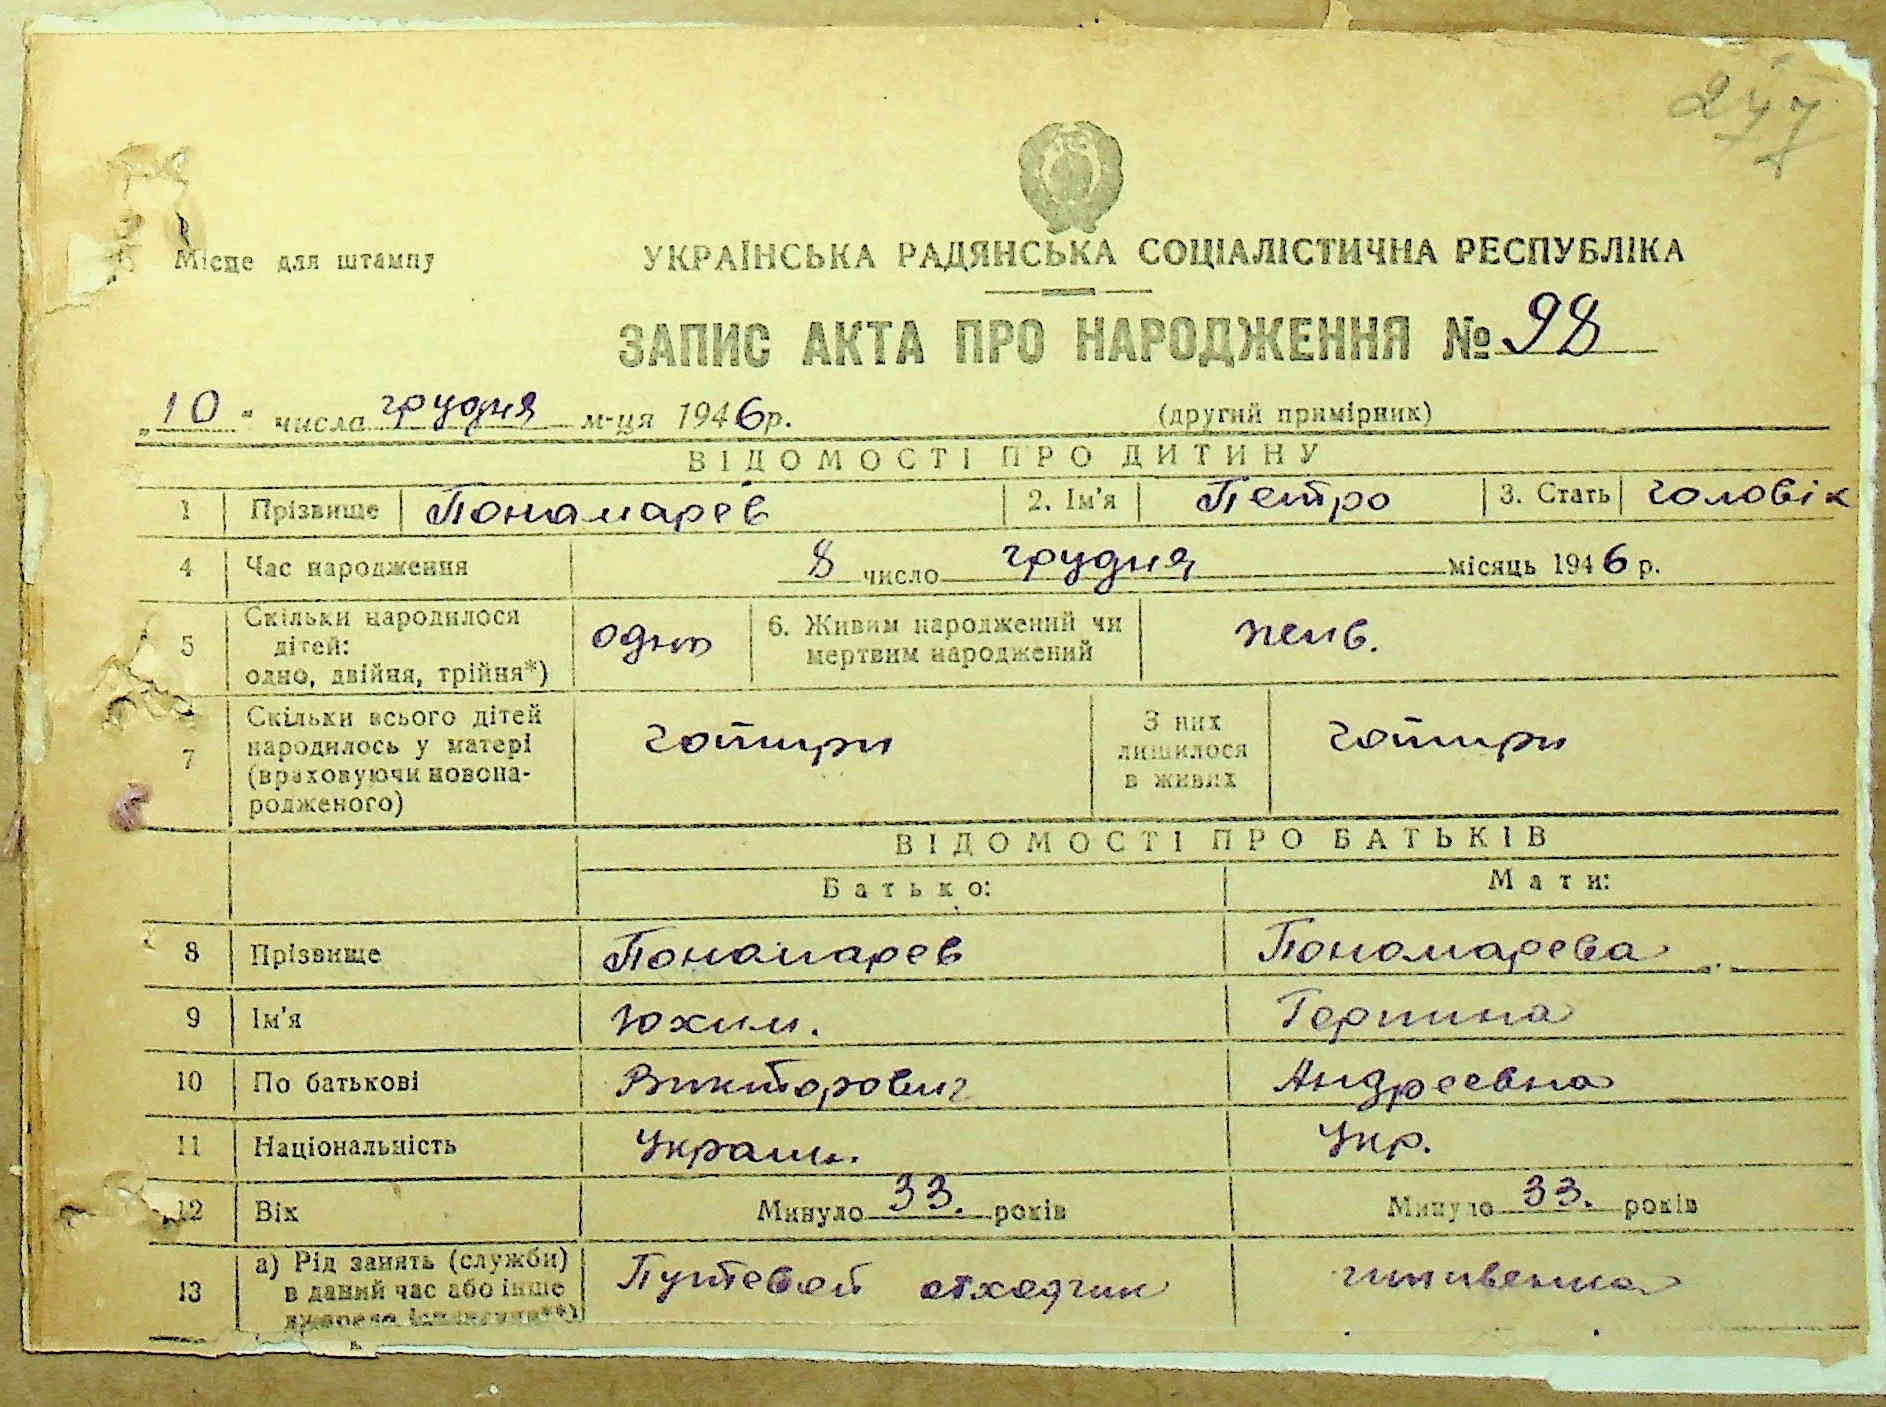 247
Місце для штампу
УКРАЇНСЬКА РАДЯНСЬКА СОЦІАЛІСТИЧНА РЕСПУБЛІКА
ЗАПИС АКТА ПРО НАРОДЖЕННЯ № 98
„10" числа грудня м-ця 1946 р. (другий примірник)
ВІДОМОСТІ ПРО ДИТИНУ
1 Прізвище Пономарев 2. Ім'я Петро 3. Стать чоловік
4 Час народження 8 число грудня місяць 1946 р.
5 Скільки народилося дітей: одно, двійня, трійня*) одно 6. Живим народжений чи мертвим народжений жив.
7 Скільки всього дітей народилось у матері (враховуючи новонародженого) чотири З них лишилося в живих чотири
ВІДОМОСТІ ПРО БАТЬКІВ
Батько: Мати:
8 Прізвище Пономарев Пономарева
9 Ім'я Юхим. Горпина
10 По батькові Викторович Андреевна
11 Національність Україн. Укр.
12 Вік Минуло 33. років Минуло 33. років
13 а) Рід занять (служби) в даний час або інше джерело існування**) Путевой обходчик